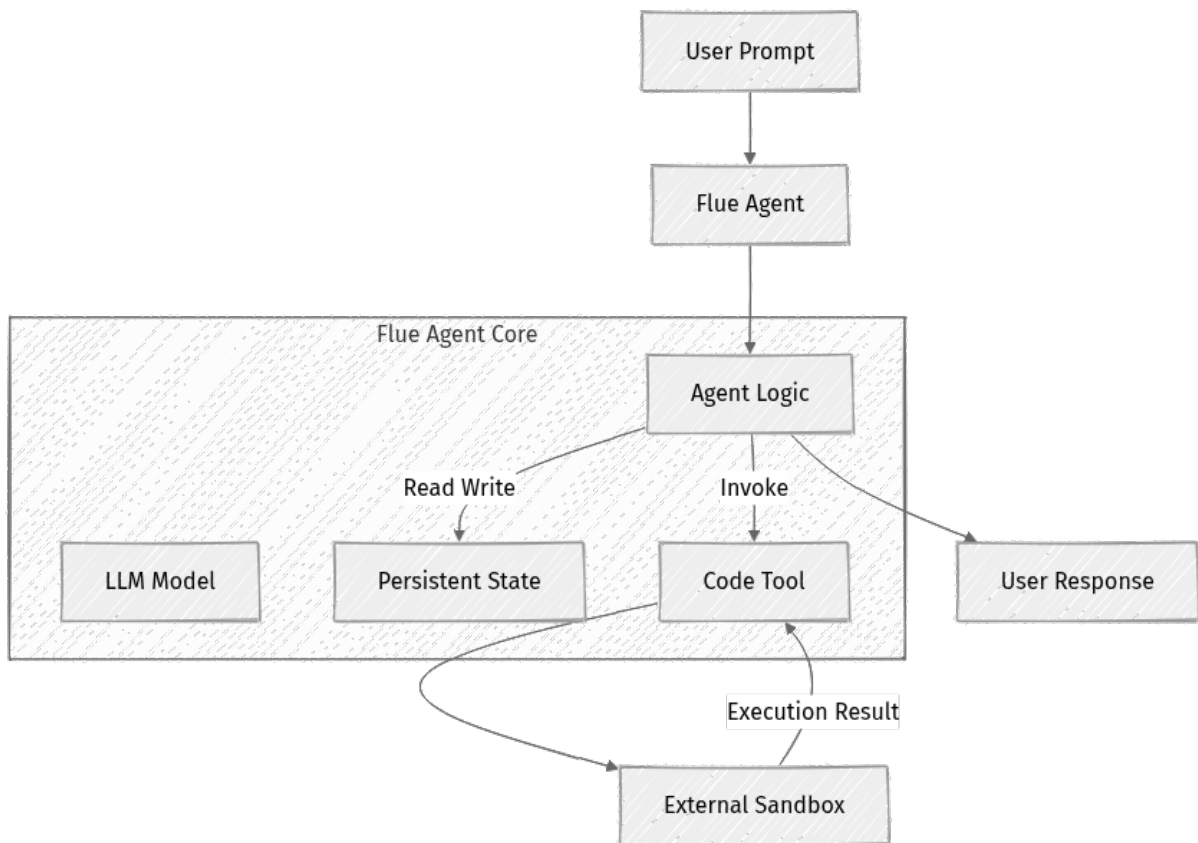 User Prompt
Flue Agent
Flue Agent Core
Agent Logic
Read Write
Invoke
LLM Model
Persistent State
Code Tool
User Response
Execution Result
External Sandbox